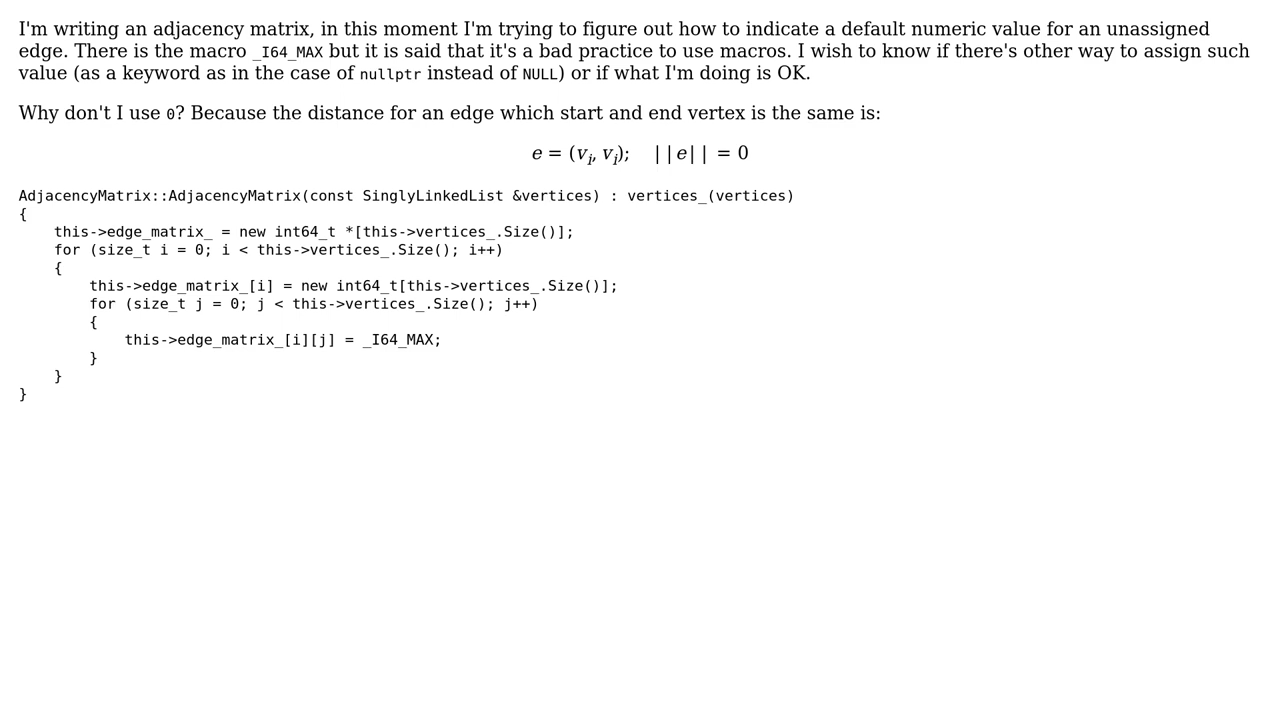 I'm writing an adjacency matrix, in this moment I'm trying to figure out how to indicate a default numeric value for an unassigned
edge. There is the macro _I64_MAX but it is said that it's a bad practice to use macros. I wish to know if there's other way to assign such
value (as a keyword as in the case of nullptr instead of NULL) or if what I'm doing is OK.
Why don't I use 0? Because the distance for an edge which start and end vertex is the same is:
e = (v_i, v_i); ||e|| = 0
AdjacencyMatrix::AdjacencyMatrix(const SinglyLinkedList &vertices) : vertices_(vertices)
{
    this->edge_matrix_ = new int64_t *[this->vertices_.Size()];
    for (size_t i = 0; i < this->vertices_.Size(); i++)
    {
        this->edge_matrix_[i] = new int64_t[this->vertices_.Size()];
        for (size_t j = 0; j < this->vertices_.Size(); j++)
        {
            this->edge_matrix_[i][j] = _I64_MAX;
        }
    }
}